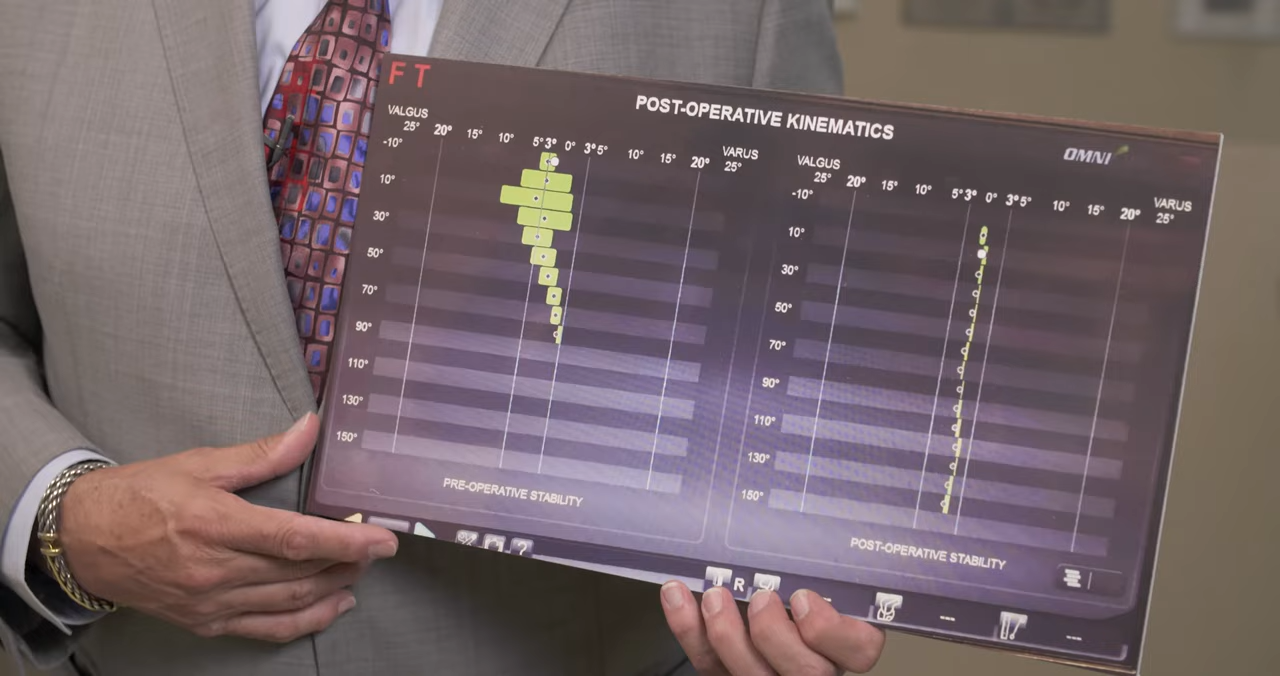 F T
POST-OPERATIVE KINEMATICS
OMNI
VALGUS
25° 20° 15° 10° 5° 3° 0° 3° 5° 10° 15° 20° 25°
VARUS
-10°
10°
30°
50°
70°
90°
110°
130°
150°
PRE-OPERATIVE STABILITY
VALGUS
25° 20° 15° 10° 5° 3° 0° 3° 5° 10° 15° 20° 25°
VARUS
-10°
10°
30°
50°
70°
90°
110°
130°
150°
POST-OPERATIVE STABILITY
?
R
---
---